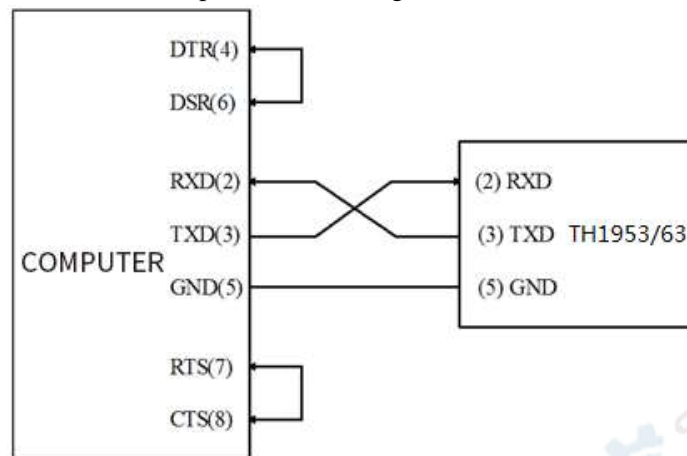 DTR(4)
DSR(6)
RXD(2)
(2) RXD
TXD(3)
(3) TXD TH1953/63
COMPUTER
GND(5)
(5) GND
RTS(7)
CTS(8)